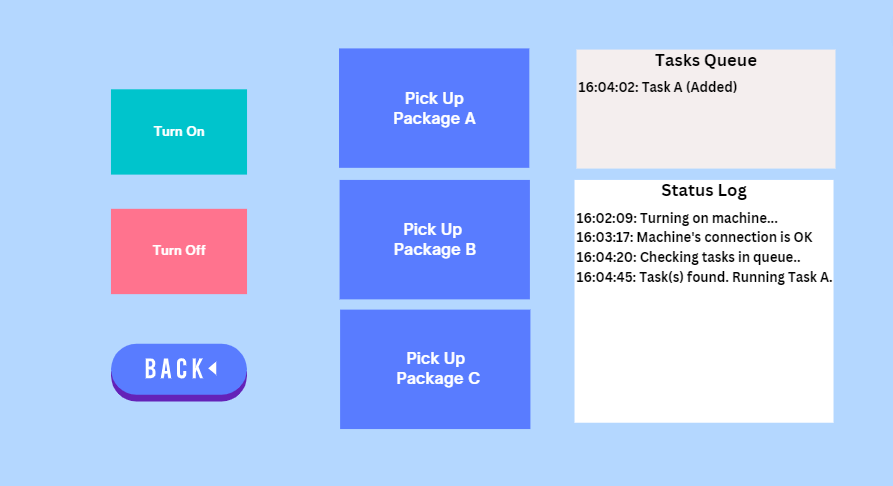 Turn On
Turn Off
BACK
Pick Up
Package A
Pick Up
Package B
Pick Up
Package C
Tasks Queue
16:04:02: Task A (Added)
Status Log
16:02:09: Turning on machine...
16:03:17: Machine's connection is OK
16:04:20: Checking tasks in queue..
16:04:45: Task(s) found. Running Task A.